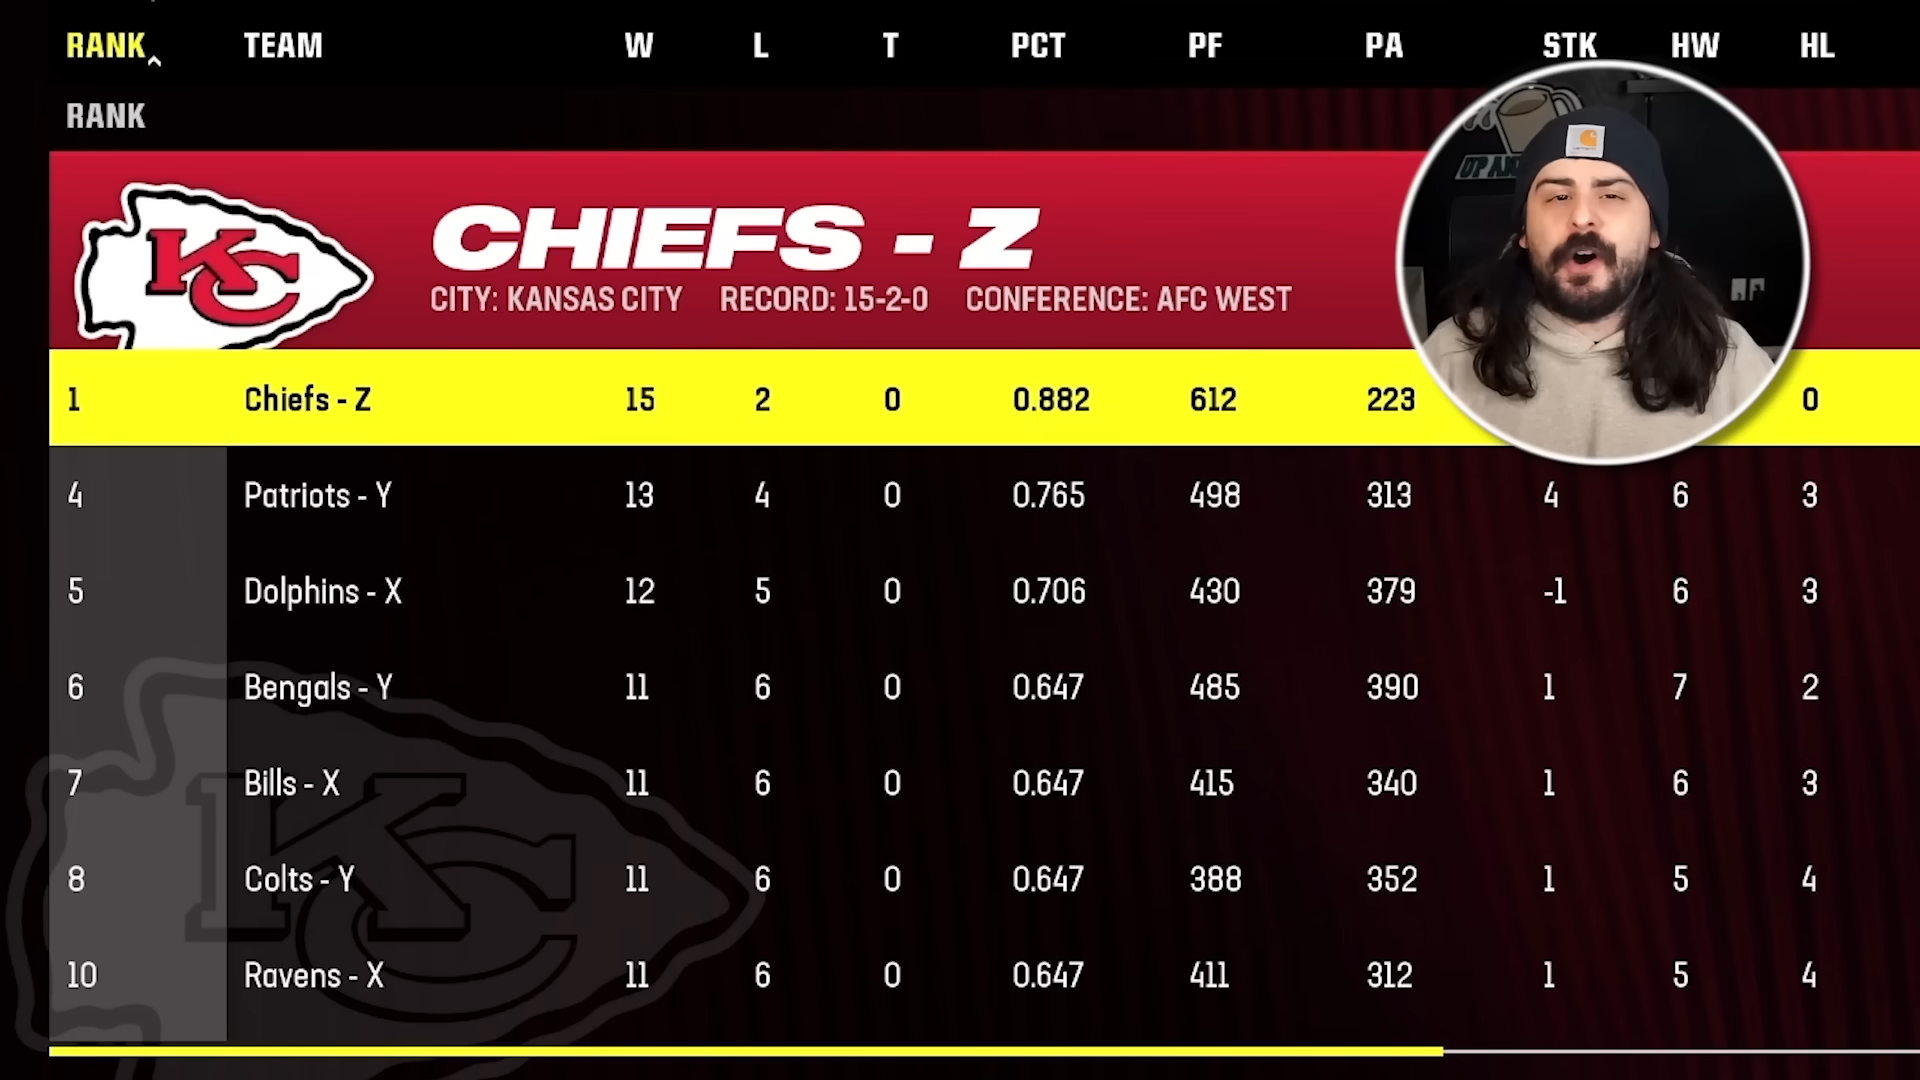 RANK TEAM W L T PCT PF PA STK HW HL
RANK
KC
CHIEFS - Z
CITY: KANSAS CITY RECORD: 15-2-0 CONFERENCE: AFC WEST
1 Chiefs - Z 15 2 0 0.882 612 223 0
4 Patriots - Y 13 4 0 0.765 498 313 4 6 3
5 Dolphins - X 12 5 0 0.706 430 379 -1 6 3
6 Bengals - Y 11 6 0 0.647 485 390 1 7 2
7 Bills - X 11 6 0 0.647 415 340 1 6 3
8 Colts - Y 11 6 0 0.647 388 352 1 5 4
10 Ravens - X 11 6 0 0.647 411 312 1 5 4
KC